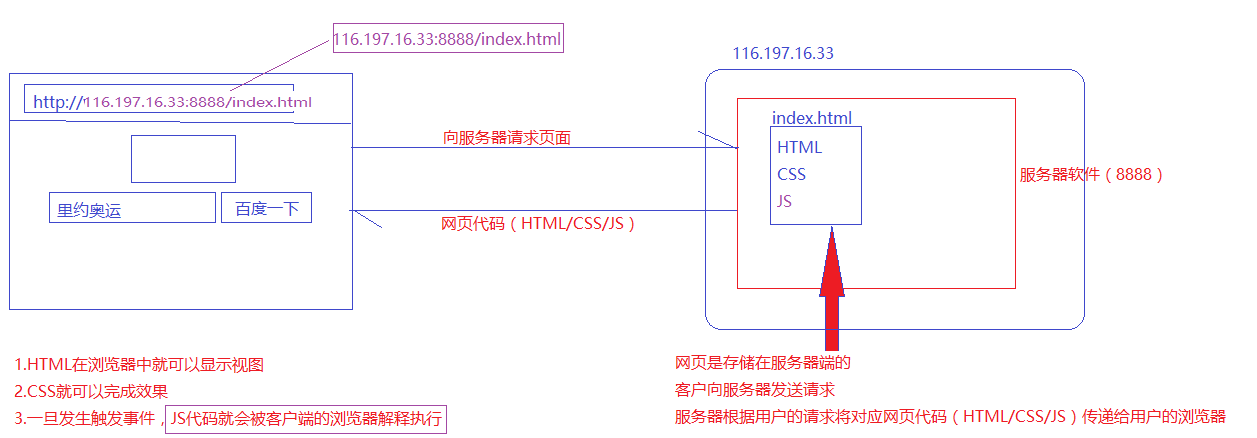 116.197.16.33:8888/index.html
116.197.16.33
http://116.197.16.33:8888/index.html
index.html
向服务器请求页面
HTML
CSS
服务器软件（8888）
JS
里约奥运
百度一下
网页代码（HTML/CSS/JS）
1.HTML在浏览器中就可以显示视图
2.CSS就可以完成效果
3.一旦发生触发事件，JS代码就会被客户端的浏览器解释执行
网页是存储在服务器端的
客户向服务器发送请求
服务器根据用户的请求将对应网页代码（HTML/CSS/JS）传递给用户的浏览器